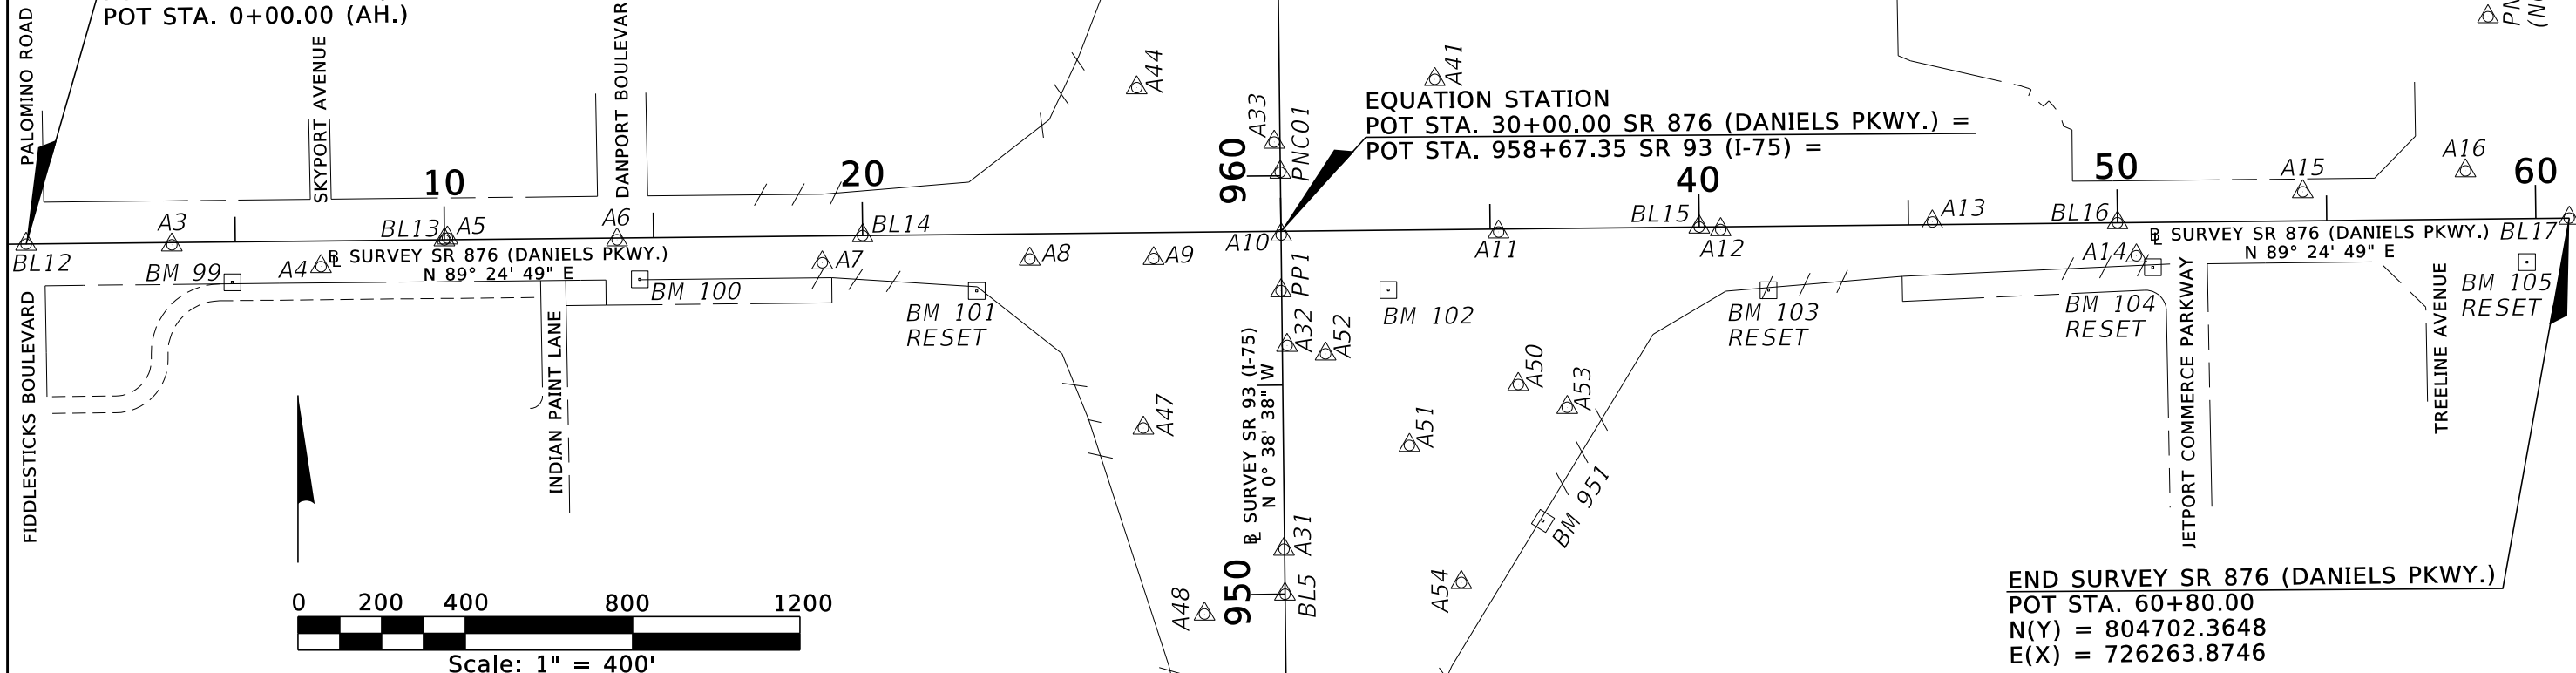 POT STA. 0+00.00 (AH.)
PALOMINO ROAD
SKYPORT AVENUE
DANPORT BOULEVAR
A44
A33
PNC01
A41
EQUATION STATION
POT STA. 30+00.00 SR 876 (DANIELS PKWY.) =
POT STA. 958+67.35 SR 93 (I-75) =
PN
(N
A15
A16
10
20
960
40
50
60
BL12
A3
BL13
A5
A6
BL14
A10
A11
BL15
A12
A13
BL16
BL17
BM 99
A4
BL SURVEY SR 876 (DANIELS PKWY.)
N 89° 24' 49" E
A7
A8
A9
A14
BL SURVEY SR 876 (DANIELS PKWY.)
N 89° 24' 49" E
BM 100
BM 101
RESET
PP1
A32
A52
BM 102
BM 103
RESET
BM 104
RESET
BM 105
RESET
FIDDLESTICKS BOULEVARD
INDIAN PAINT LANE
A47
BL SURVEY SR 93 (I-75)
N 0° 38' 38" W
A51
A50
A53
BM 951
JETPORT COMMERCE PARKWAY
TREELINE AVENUE
A31
950
BL5
A48
A54
0 200 400 800 1200
Scale: 1" = 400'
END SURVEY SR 876 (DANIELS PKWY.)
POT STA. 60+80.00
N(Y) = 804702.3648
E(X) = 726263.8746